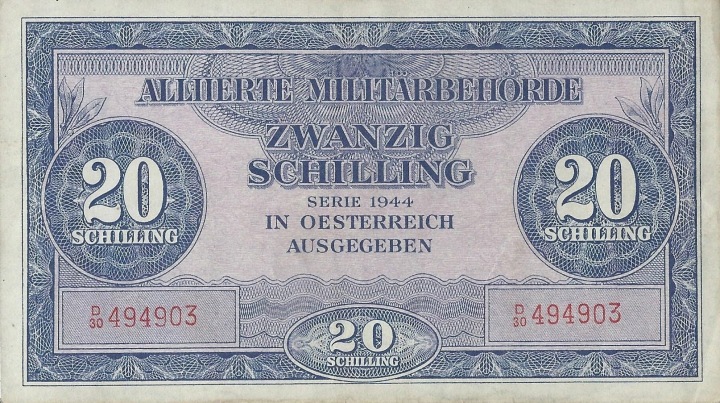 ALLIIERTE MILITÄRBEHÖRDE
ZWANZIG
SCHILLING
SERIE 1944
IN OESTERREICH
AUSGEGEBEN
20
SCHILLING
20
SCHILLING
D/30 494903
20
SCHILLING
D/30 494903